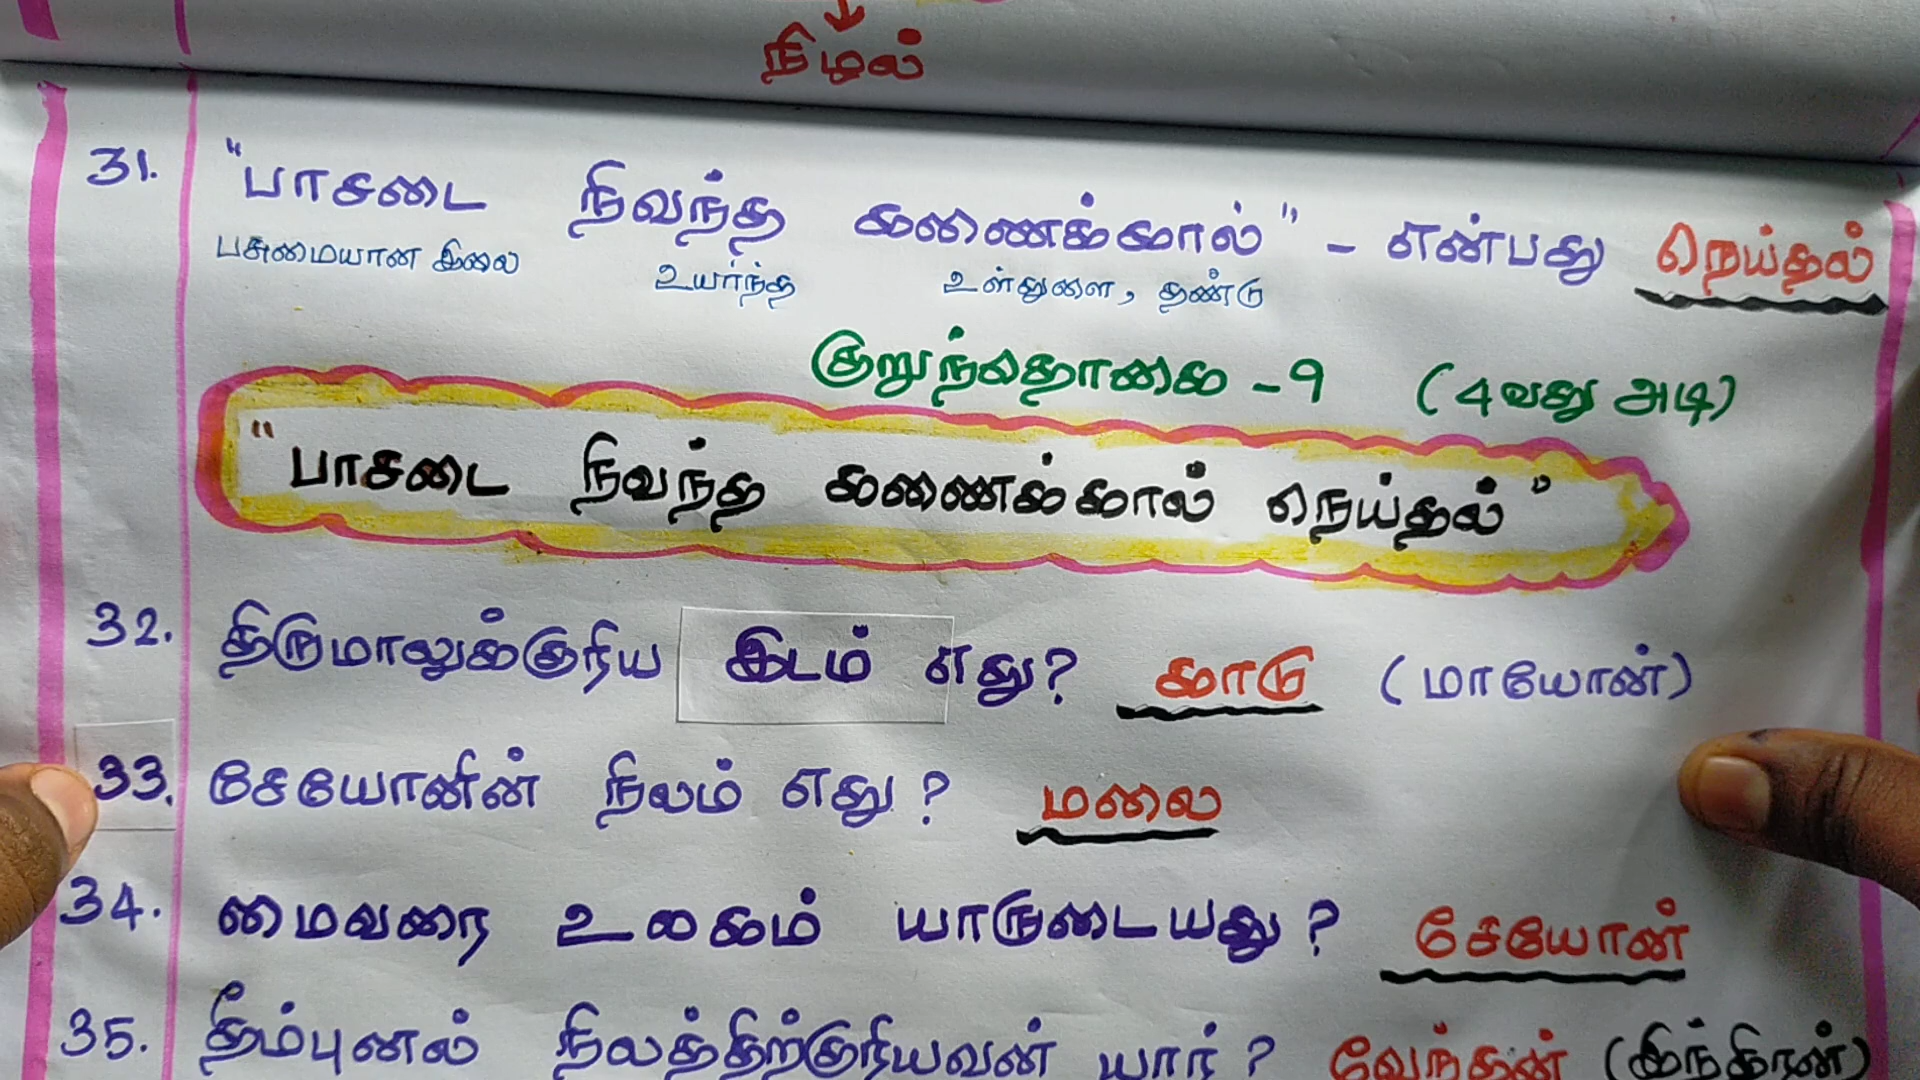 நிழல்
31. "பாசடை நிவந்த கணைக்கால்" - என்பது நெய்தல்
பசுமையான இலை உயர்ந்த உள்துளை, தண்டு
குறுந்தொகை - 9 (4வது அடி)
"பாசடை நிவந்த கணைக்கால் நெய்தல்"
32. திருமாலுக்குரிய இடம் எது? காடு (மாயோன்)
33. சேயோனின் நிலம் எது? மலை
34. மைவரை உலகம் யாருடையது? சேயோன்
35. தீம்புனல் நிலத்திற்குரியவன் யார்? வேந்தன் (இந்திரன்)